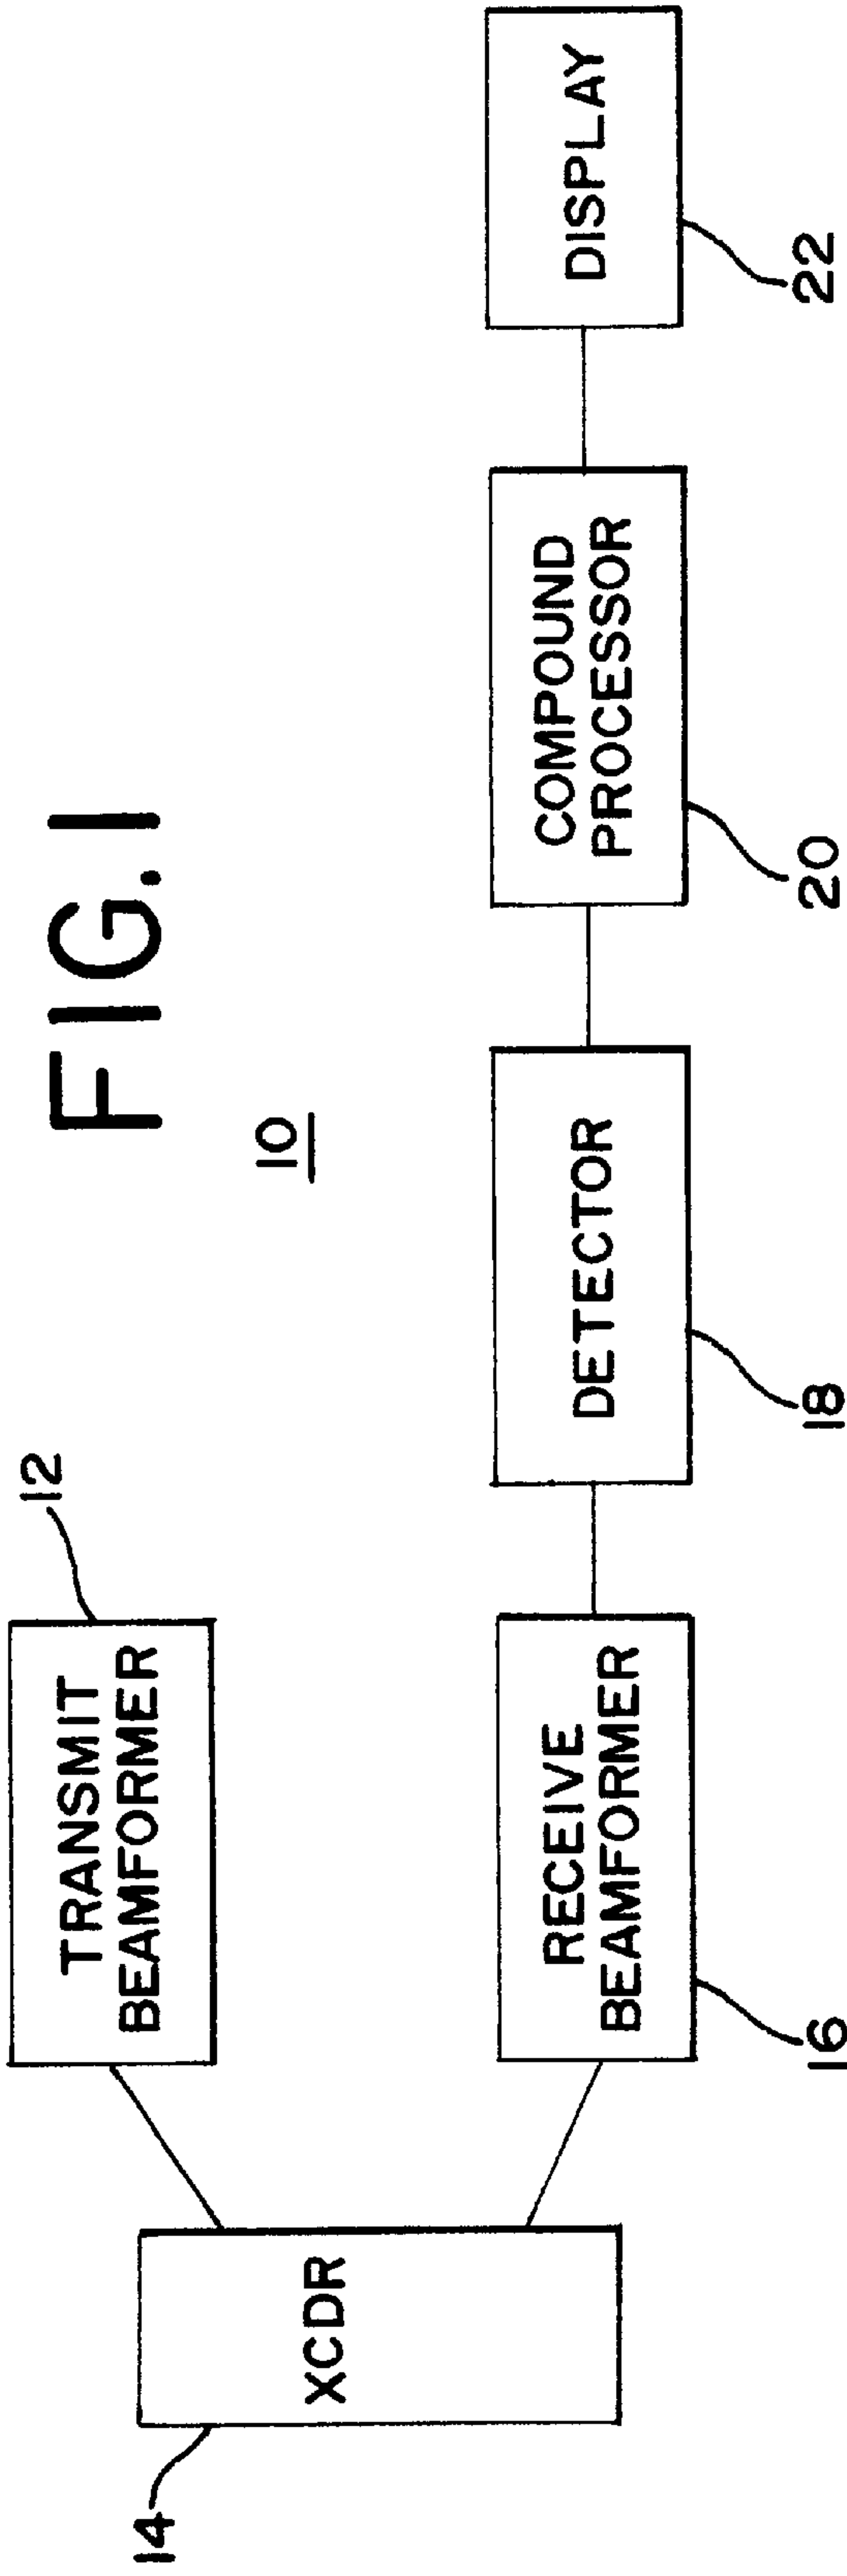 FIG. 1
10
TRANSMIT
BEAMFORMER
12
XCDR
14
RECEIVE
BEAMFORMER
16
DETECTOR
18
COMPOUND
PROCESSOR
20
DISPLAY
22